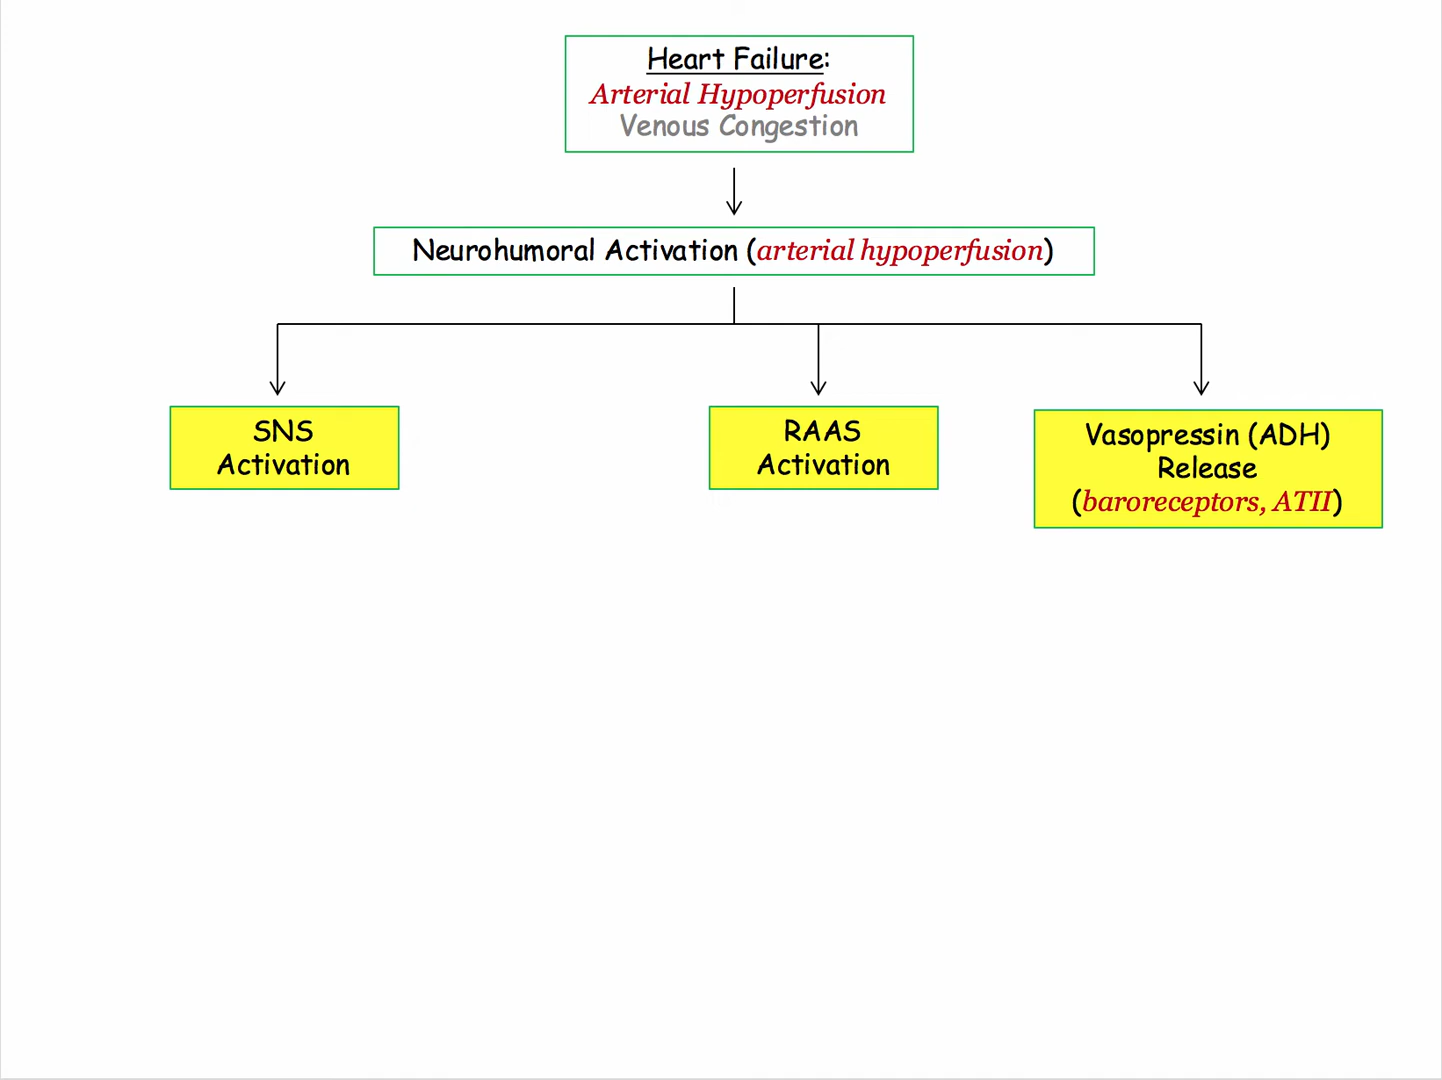 Heart Failure:
Arterial Hypoperfusion
Venous Congestion
Neurohumoral Activation (arterial hypoperfusion)
SNS
Activation
RAAS
Activation
Vasopressin (ADH)
Release
(baroreceptors, ATII)